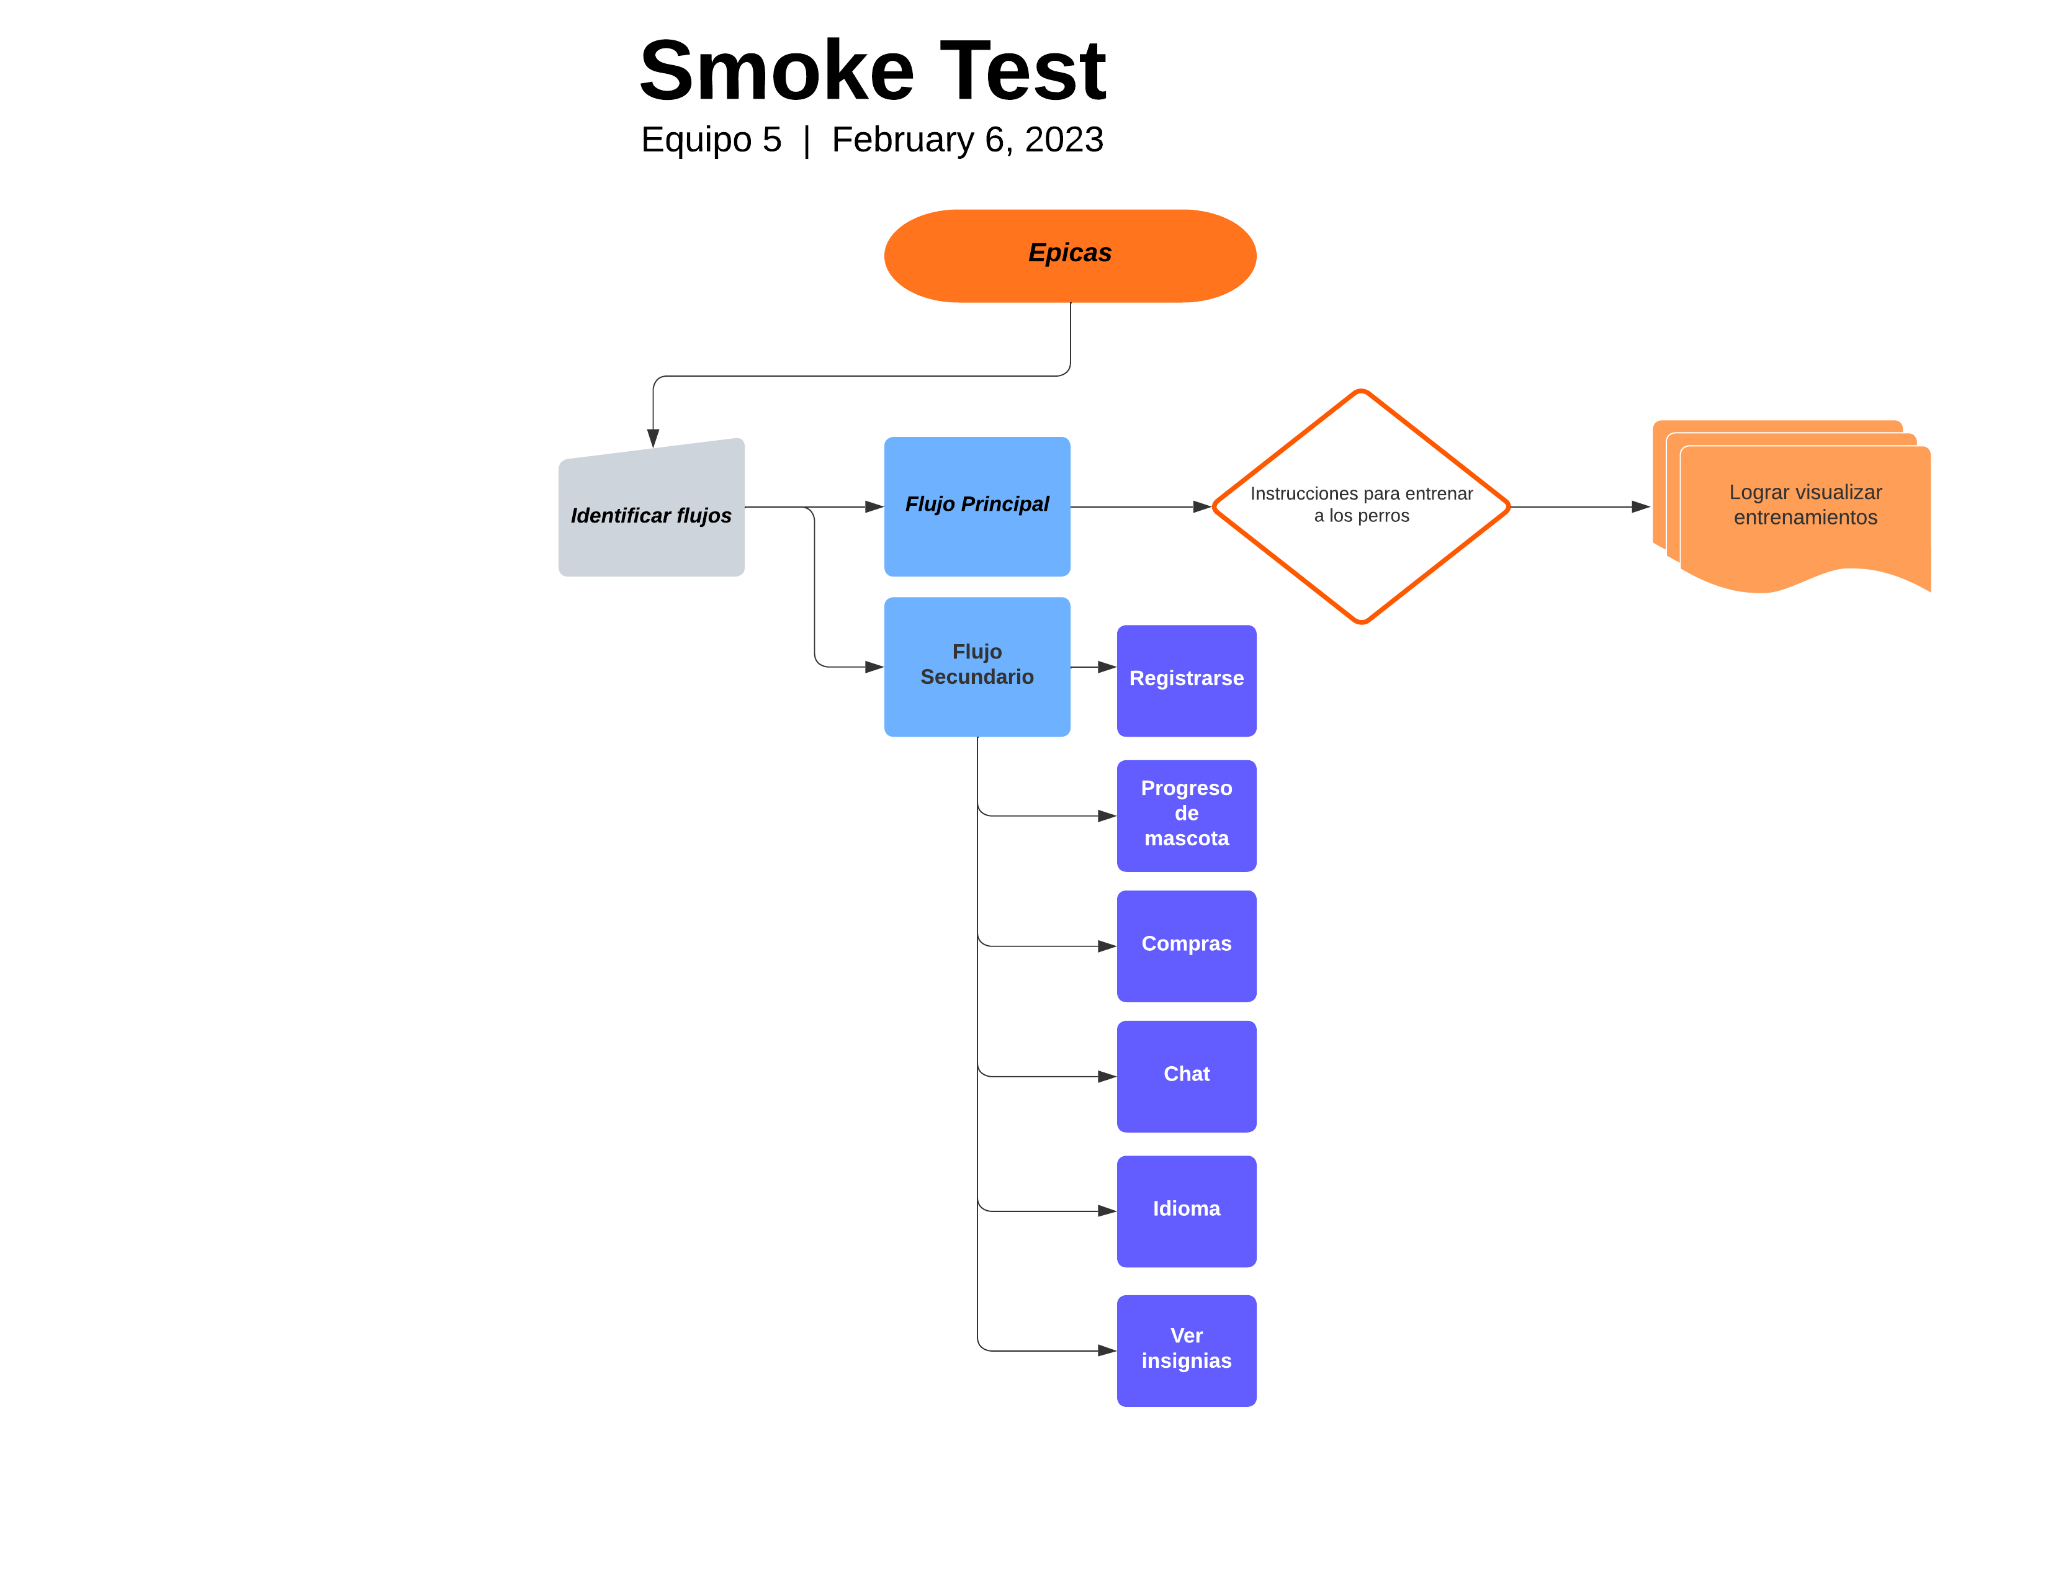 Smoke Test
Equipo 5 | February 6, 2023
Epicas
Identificar flujos
Flujo Principal
Instrucciones para entrenar
a los perros
Lograr visualizar
entrenamientos
Flujo
Secundario
Registrarse
Progreso
de
mascota
Compras
Chat
Idioma
Ver
insignias